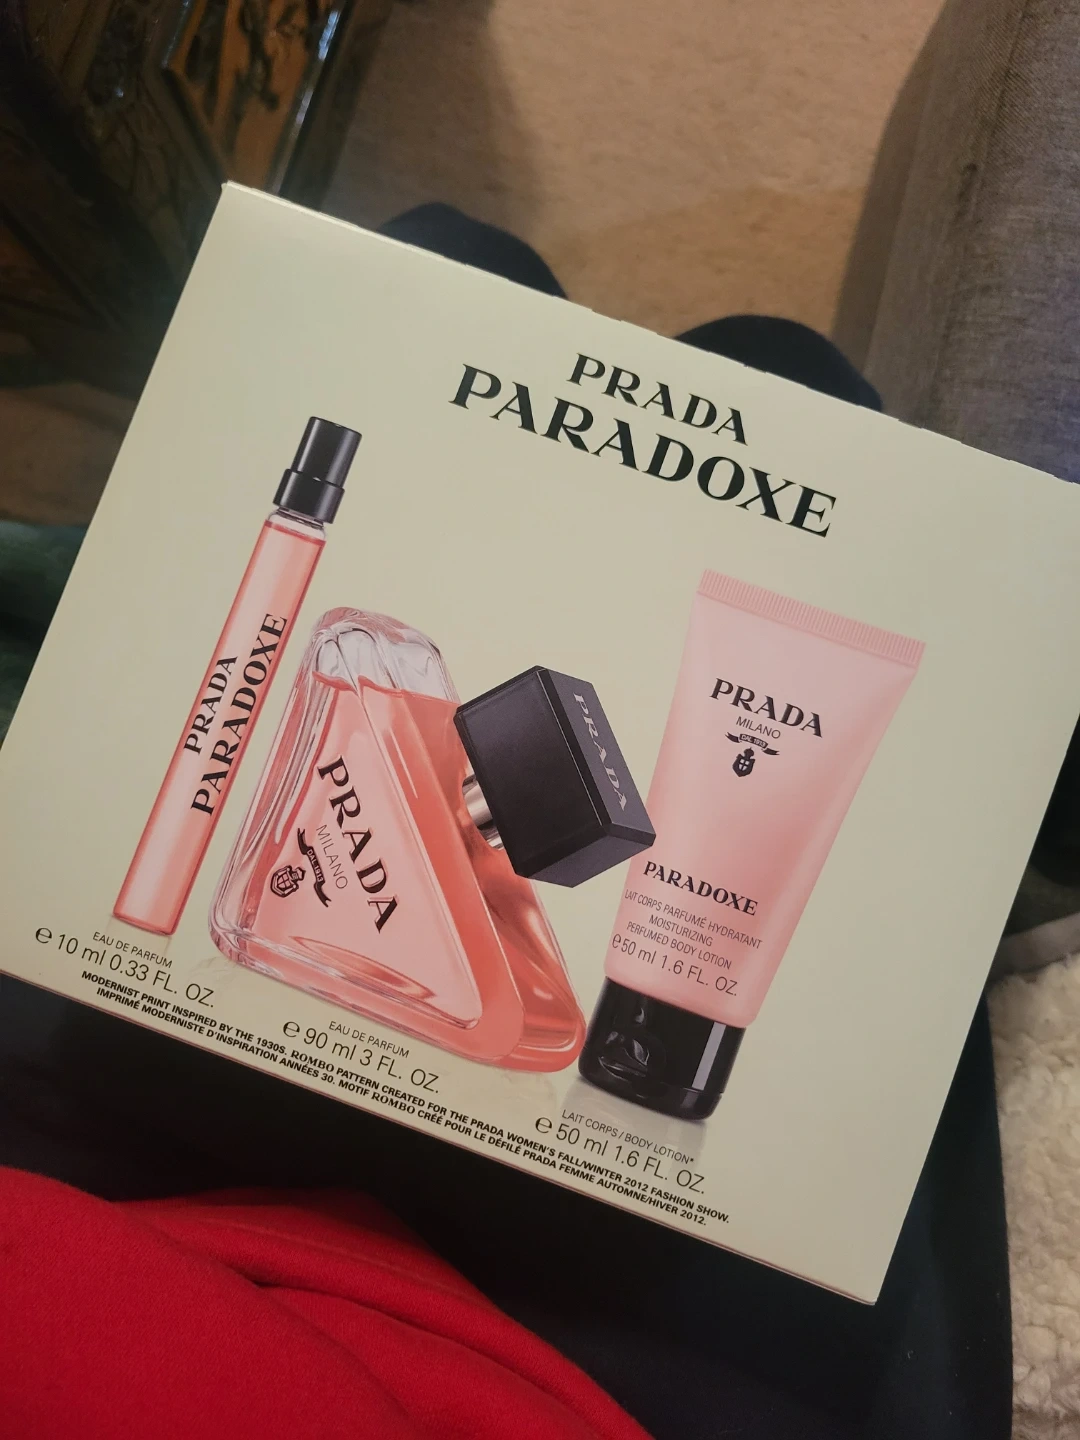 PRADA
PARADOXE
PRADA
PARADOXE
PRADA
MILANO
DAL 1913
PRADA
PRADA
MILANO
DAL 1913
PARADOXE
LAIT CORPS PARFUMÉ HYDRATANT
MOISTURIZING
PERFUMED BODY LOTION
℮50 ml 1.6 FL. OZ.
EAU DE PARFUM
℮ 10 ml 0.33 FL. OZ.
EAU DE PARFUM
℮ 90 ml 3 FL. OZ.
LAIT CORPS / BODY LOTION*
℮ 50 ml 1.6 FL. OZ.
MODERNIST PRINT INSPIRED BY THE 1930S. ROMBO PATTERN CREATED FOR THE PRADA WOMEN'S FALL/WINTER 2012 FASHION SHOW.
IMPRIMÉ MODERNISTE D'INSPIRATION ANNÉES 30. MOTIF ROMBO CRÉÉ POUR LE DÉFILÉ PRADA FEMME AUTOMNE/HIVER 2012.